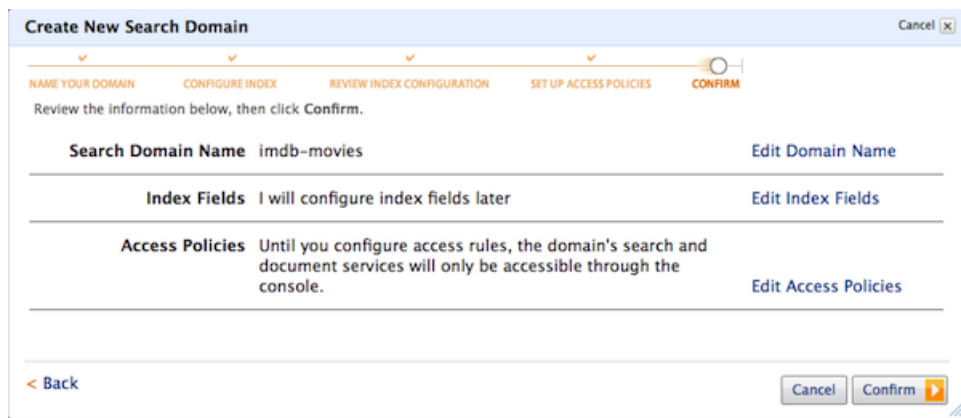 Create New Search Domain Cancel
NAME YOUR DOMAIN CONFIGURE INDEX REVIEW INDEX CONFIGURATION SET UP ACCESS POLICIES CONFIRM
Review the information below, then click Confirm.
Search Domain Name imdb-movies Edit Domain Name
Index Fields I will configure index fields later Edit Index Fields
Access Policies Until you configure access rules, the domain's search and
document services will only be accessible through the
console. Edit Access Policies
< Back Cancel Confirm